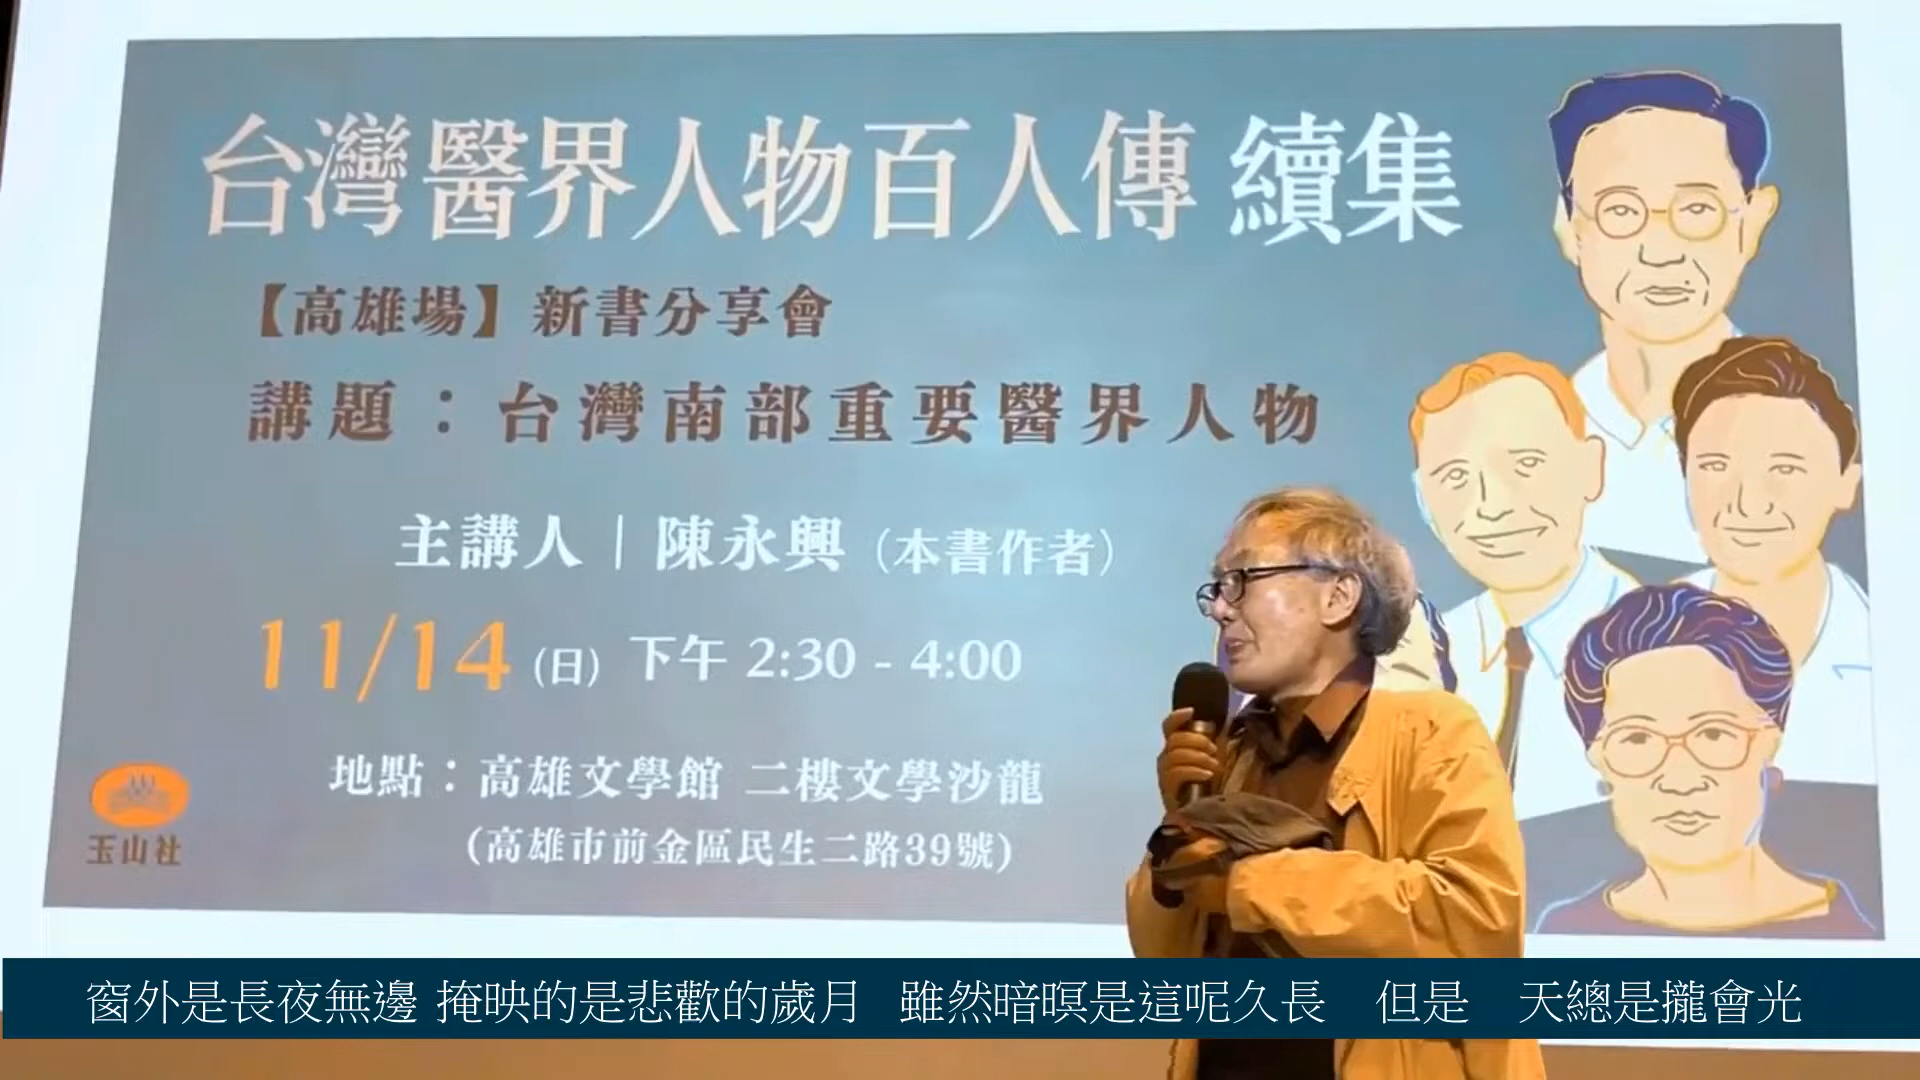 台灣醫界人物百人傳 續集
【高雄場】新書分享會
講題：台灣南部重要醫界人物
主講人｜陳永興（本書作者）
11/14 (日) 下午 2:30 - 4:00
地點：高雄文學館 二樓文學沙龍
(高雄市前金區民生二路39號)
玉山社
窗外是長夜無邊 掩映的是悲歡的歲月 雖然暗暝是這呢久長 但是 天總是攏會光